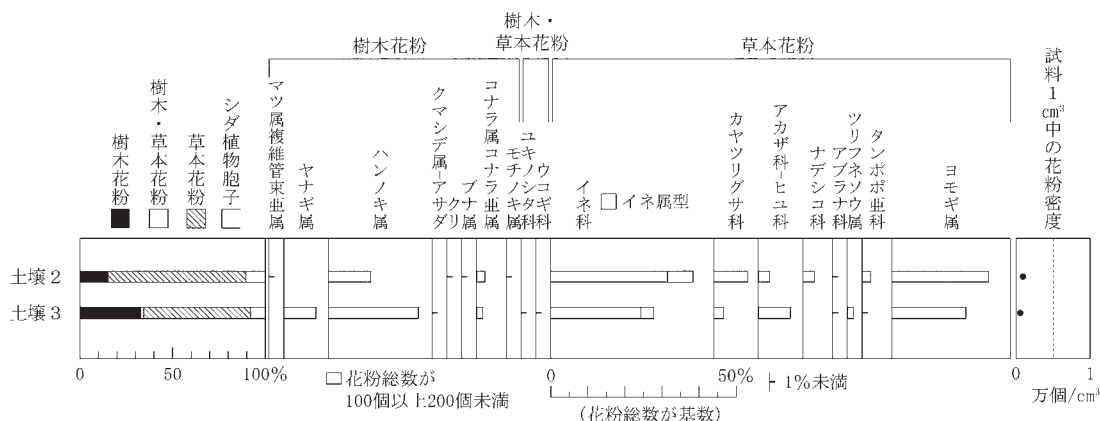 樹木花粉
樹木・草本花粉
草本花粉
シダ植物胞子
樹木花粉
樹木・
草本花粉
草本花粉
マツ属複維管束亜属
ヤナギ属
ハンノキ属
クマシデ属-アサダ
クリ
ブナ属
コナラ属コナラ亜属
モチノキ属
ユキノシタ科
ウコギ科
イネ科
イネ属型
カヤツリグサ科
アカザ科-ヒユ科
ナデシコ科
アブラナ科
ツリフネソウ属
タンポポ亜科
ヨモギ属
試料1cm³中の花粉密度
土壌2
土壌3
0 50 100%
花粉総数が
100個以上200個未満
0 50%
(花粉総数が基数)
1%未満
0 1
万個/cm³